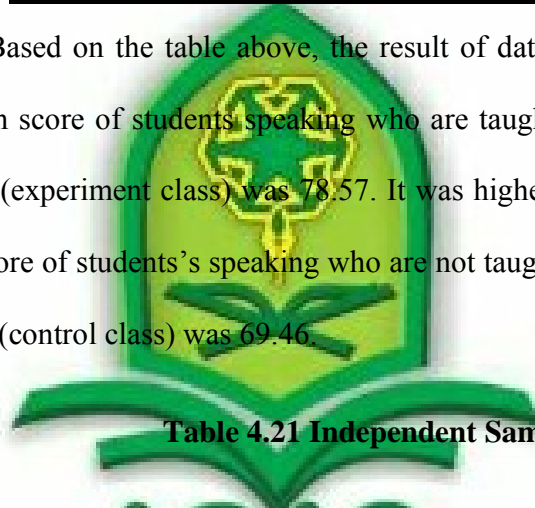 Based on the table above, the result of dat
score of students speaking who are taugh
(experiment class) was 78.57. It was highe
ore of students's speaking who are not taug
(control class) was 69.46.
Table 4.21 Independent Sam